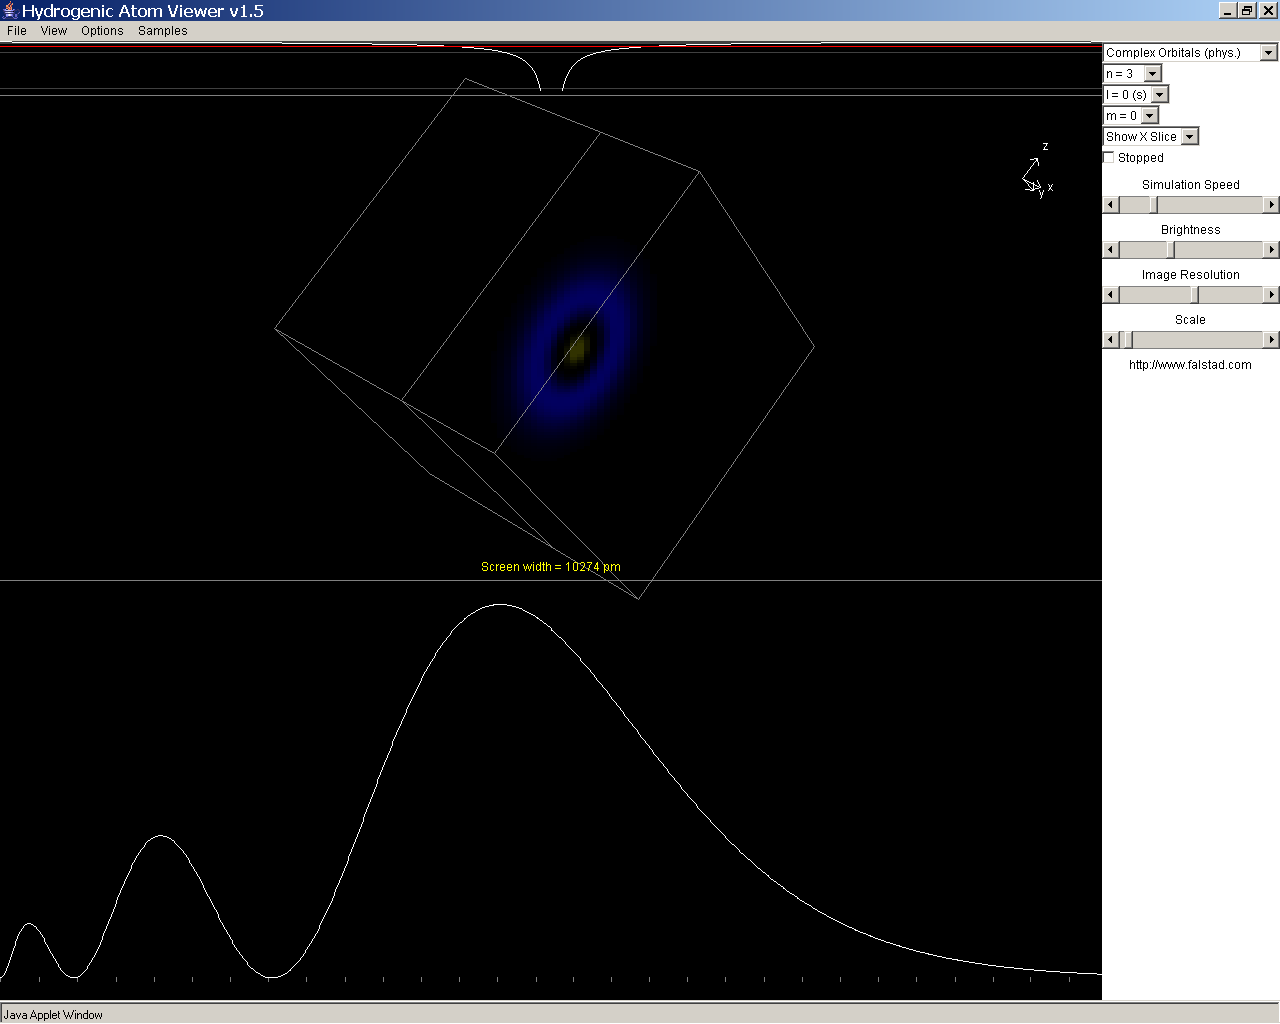 Hydrogenic Atom Viewer v1.5
File View Options Samples
Complex Orbitals (phys.)
n = 3
l = 0 (s)
m = 0
Show X Slice
Stopped
Simulation Speed
Brightness
Image Resolution
Scale
http://www.falstad.com
z
x
y
Screen width = 10274 pm
Java Applet Window